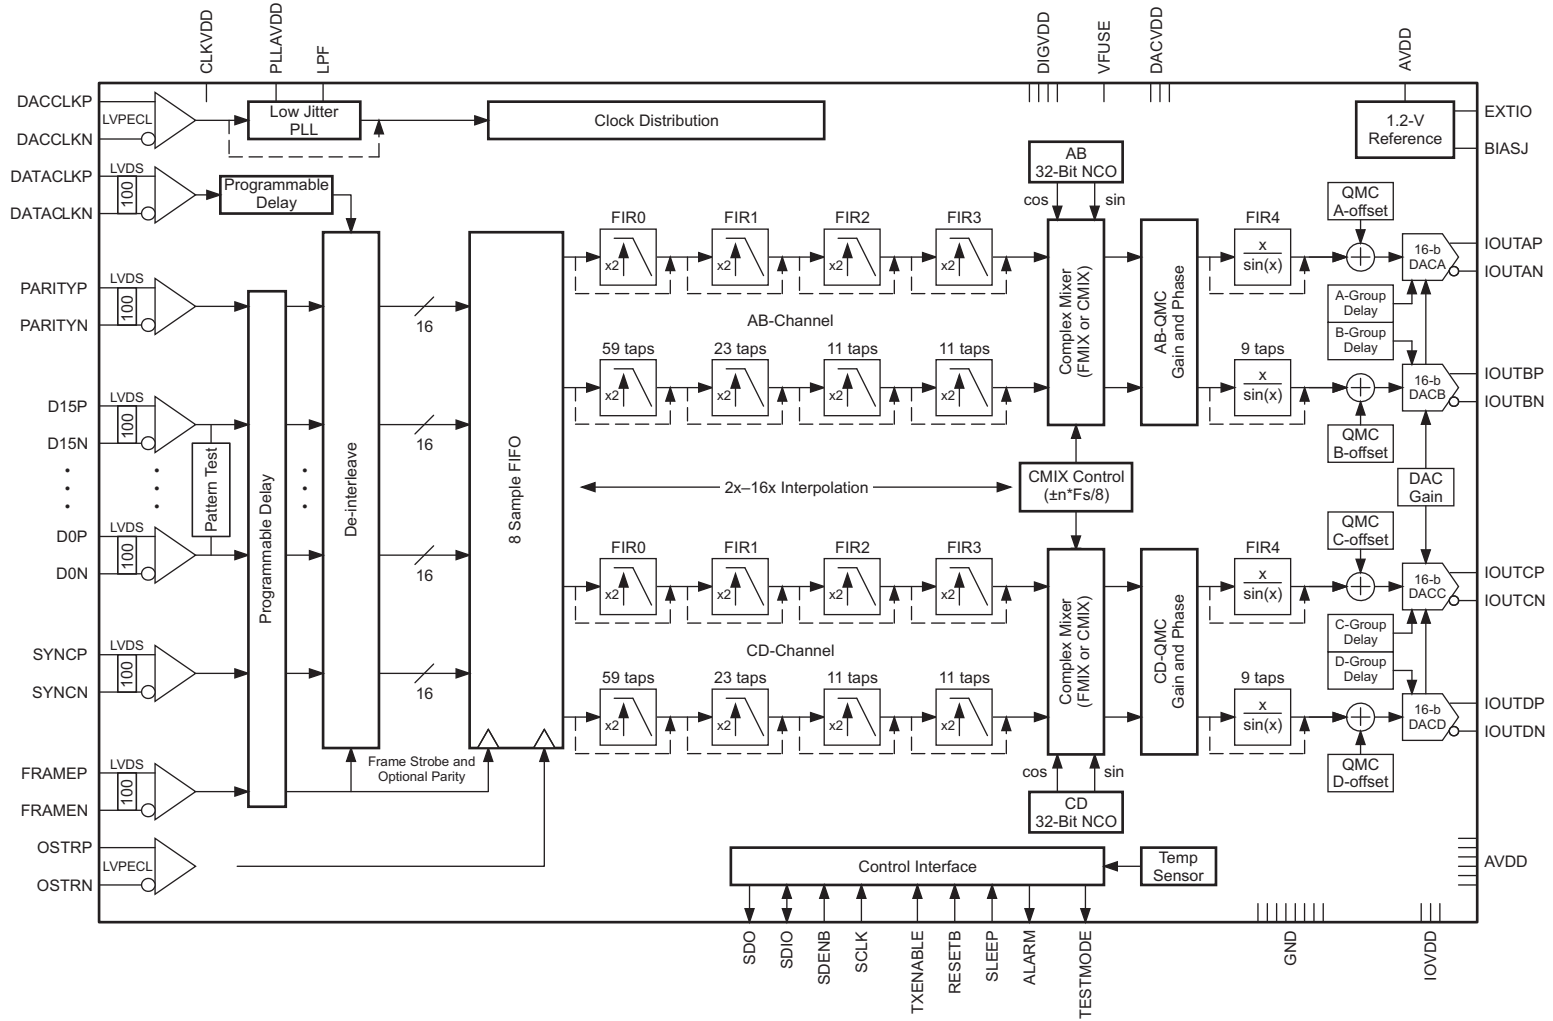 CLKVDD
PLLAVDD
LPF
DIGVDD
VFUSE
DACVDD
AVDD
DACCLKP
LVPECL
DACCLKN
Low Jitter
PLL
Clock Distribution
1.2-V
Reference
EXTIO
BIASJ
DATACLKP
LVDS
100
DATACLKN
Programmable
Delay
AB
32-Bit NCO
cos
sin
QMC
A-offset
FIR0
FIR1
FIR2
FIR3
FIR4
x2
x2
x2
x2
x
sin(x)
16-b
DACA
IOUTAP
IOUTAN
PARITYP
LVDS
100
PARITYN
16
AB-Channel
A-Group
Delay
B-Group
Delay
59 taps
23 taps
11 taps
11 taps
9 taps
x2
x2
x2
x2
x
sin(x)
16-b
DACB
IOUTBP
IOUTBN
Complex Mixer
(FMIX or CMIX)
AB-QMC
Gain and Phase
D15P
LVDS
100
D15N
16
QMC
B-offset
Pattern Test
Programmable Delay
De-interleave
8 Sample FIFO
2x–16x Interpolation
CMIX Control
(±n*Fs/8)
DAC
Gain
D0P
LVDS
100
D0N
16
QMC
C-offset
FIR0
FIR1
FIR2
FIR3
FIR4
x2
x2
x2
x2
x
sin(x)
16-b
DACC
IOUTCP
IOUTCN
Complex Mixer
(FMIX or CMIX)
CD-QMC
Gain and Phase
SYNCP
LVDS
100
SYNCN
16
CD-Channel
C-Group
Delay
D-Group
Delay
59 taps
23 taps
11 taps
11 taps
9 taps
x2
x2
x2
x2
x
sin(x)
16-b
DACD
IOUTDP
IOUTDN
FRAMEP
LVDS
100
FRAMEN
Frame Strobe and
Optional Parity
cos
sin
CD
32-Bit NCO
QMC
D-offset
OSTRP
LVPECL
OSTRN
Control Interface
Temp
Sensor
AVDD
SDO
SDIO
SDENB
SCLK
TXENABLE
RESETB
SLEEP
ALARM
TESTMODE
GND
IOVDD